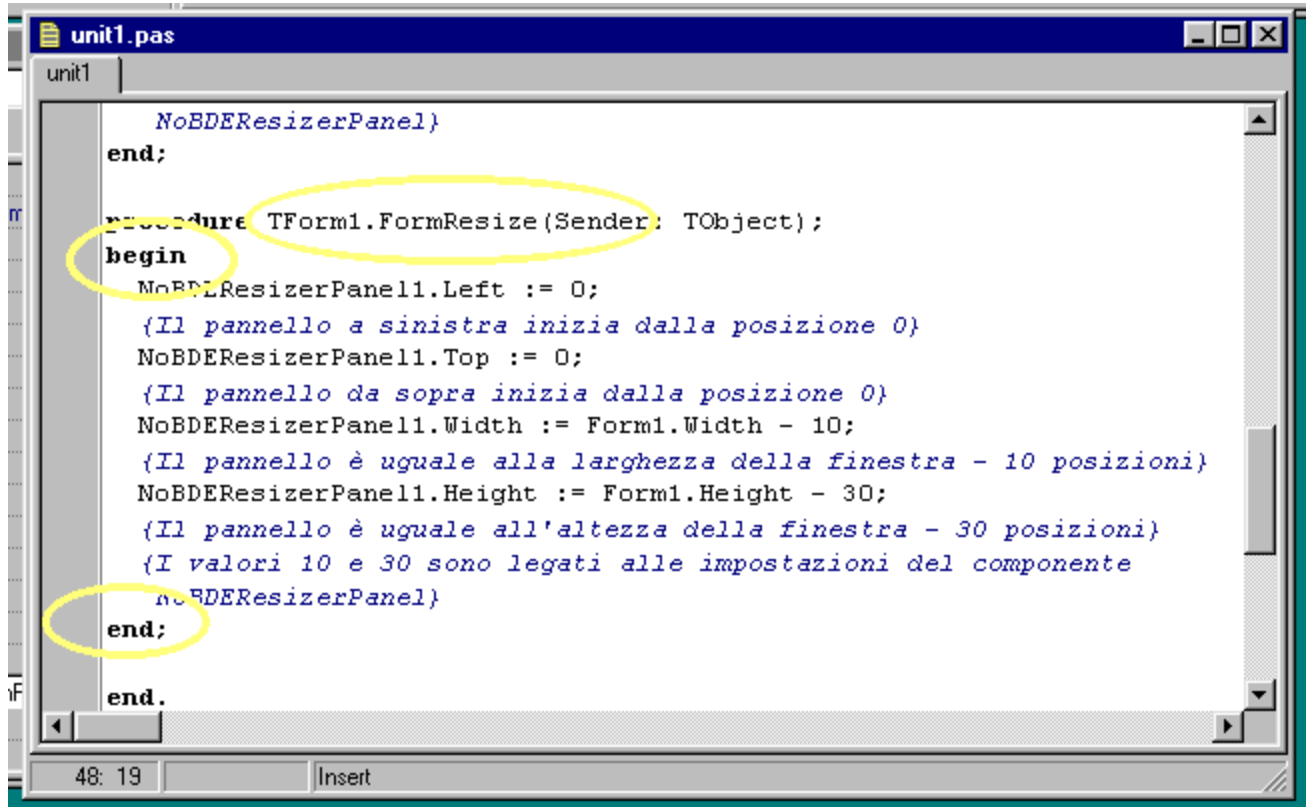 unit1.pas
unit1
NoBDEResizerPanel}
end;
procedure TForm1.FormResize(Sender: TObject);
begin
NoBDEResizerPanel1.Left := 0;
{Il pannello a sinistra inizia dalla posizione 0}
NoBDEResizerPanel1.Top := 0;
{Il pannello da sopra inizia dalla posizione 0}
NoBDEResizerPanel1.Width := Form1.Width - 10;
{Il pannello è uguale alla larghezza della finestra - 10 posizioni}
NoBDEResizerPanel1.Height := Form1.Height - 30;
{Il pannello è uguale all'altezza della finestra - 30 posizioni}
{I valori 10 e 30 sono legati alle impostazioni del componente
NoBDEResizerPanel}
end;
end.
48: 19 Insert